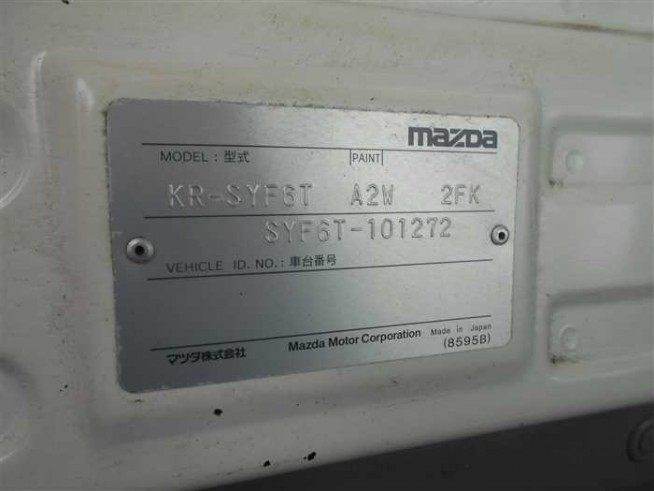 mazda
MODEL : 型式 PAINT
KR-SYF6T A2W 2FK
SYF6T-101272
VEHICLE ID. NO. : 車台番号
マツダ株式会社 Mazda Motor Corporation Made in Japan
(8595B)